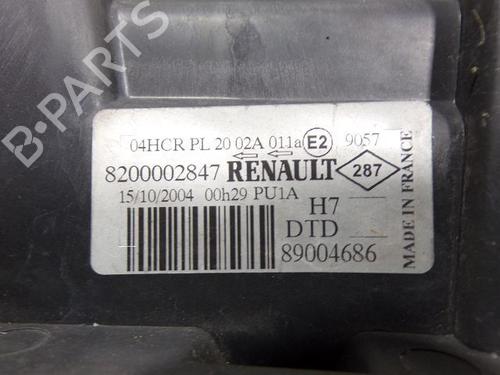 04HCR PL 20 02A 011a E2 9057
8200002847 RENAULT 287
15/10/2004 00h29 PU1A H7
DTD
89004686
MADE IN FRANCE
B-PARTS